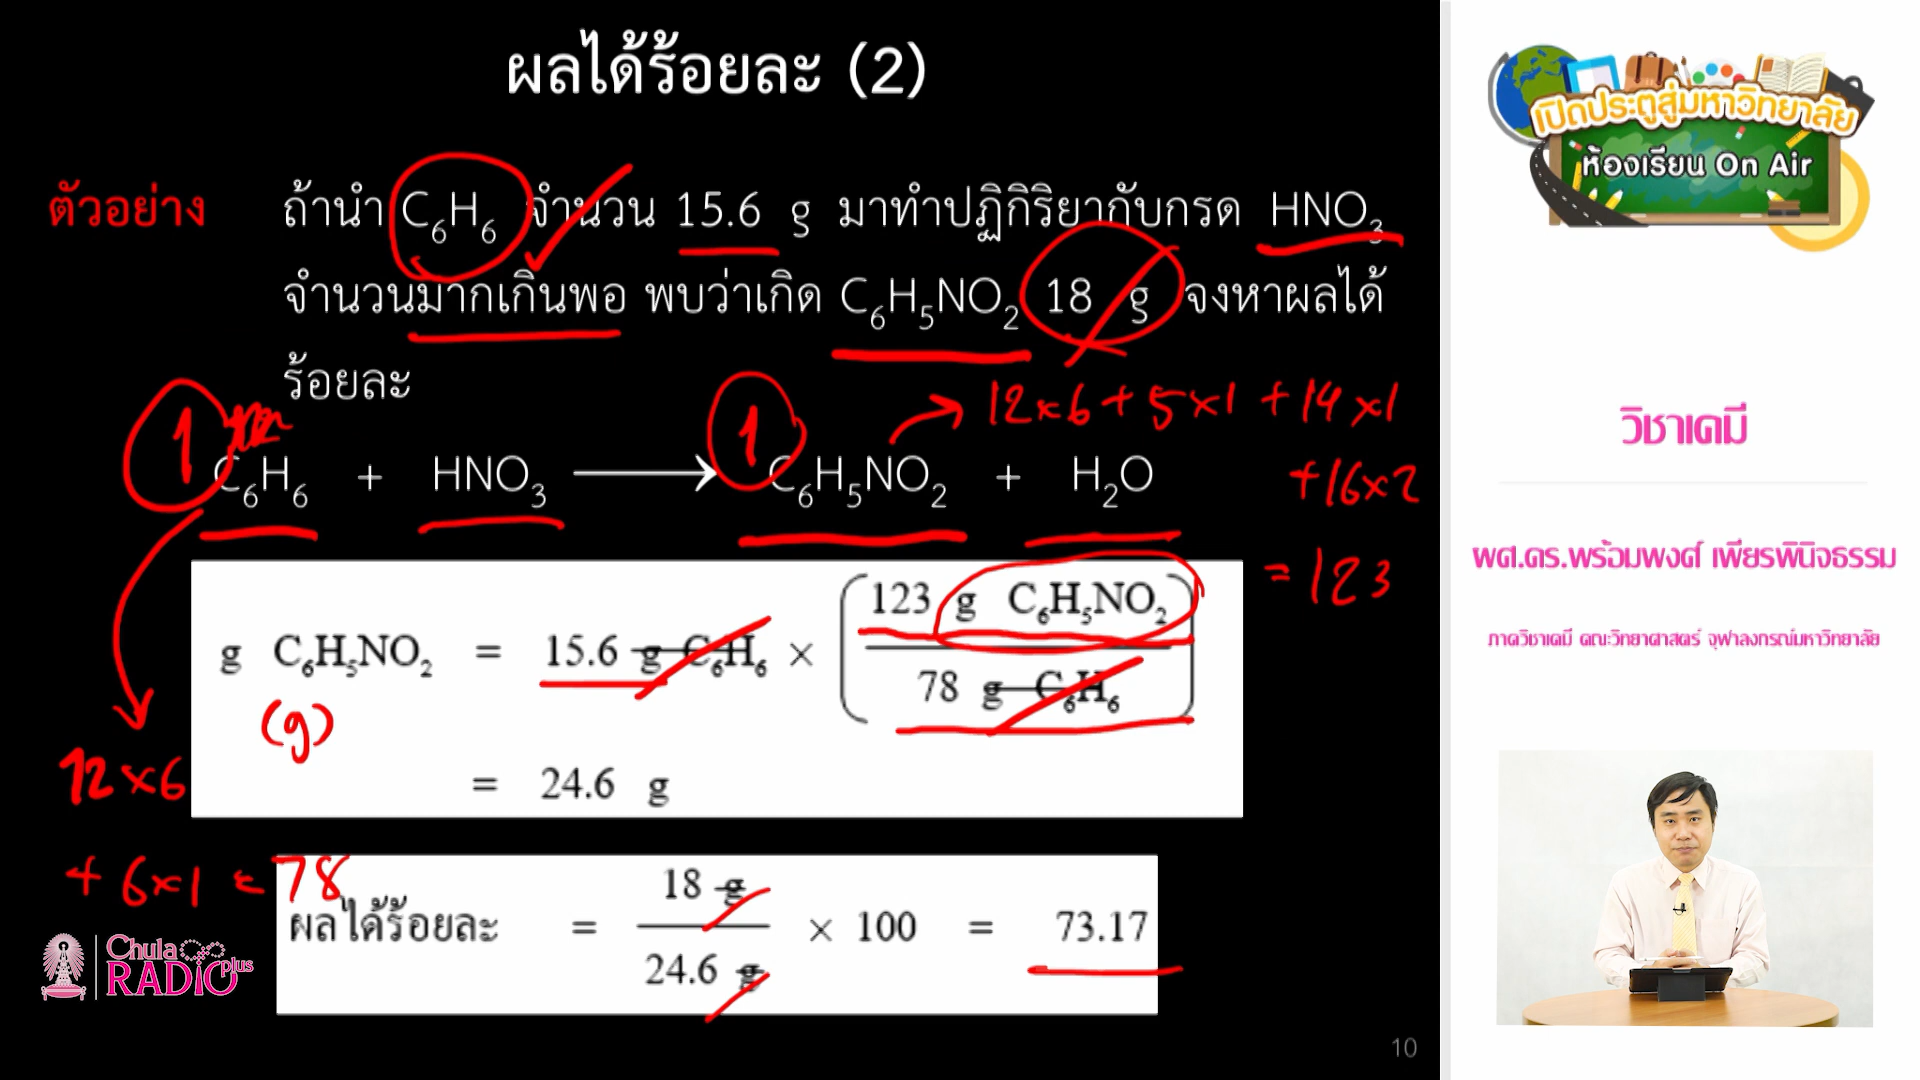 ผลได้ร้อยละ (2)
ตัวอย่าง ถ้านำ C₆H₆ จำนวน 15.6 g มาทำปฏิกิริยากับกรด HNO₃
จำนวนมากเกินพอ พบว่าเกิด C₆H₅NO₂ 18 g จงหาผลได้
ร้อยละ
12×6+5×1+14×1
+16×2
=123
1 1
C₆H₆ + HNO₃ ⟶ C₆H₅NO₂ + H₂O
g C₆H₅NO₂ = 15.6 g C₆H₆ × (123 g C₆H₅NO₂ / 78 g C₆H₆)
(g)
= 24.6 g
12×6
+ 6×1 = 78
ผลได้ร้อยละ = 18 g / 24.6 g × 100 = 73.17
Chula
RADIO plus
10
เปิดประตูสู่มหาวิทยาลัย
ห้องเรียน On Air
วิชาเคมี
ผศ.ดร.พร้อมพงศ์ เพียรพินิจธรรม
ภาควิชาเคมี คณะวิทยาศาสตร์ จุฬาลงกรณ์มหาวิทยาลัย